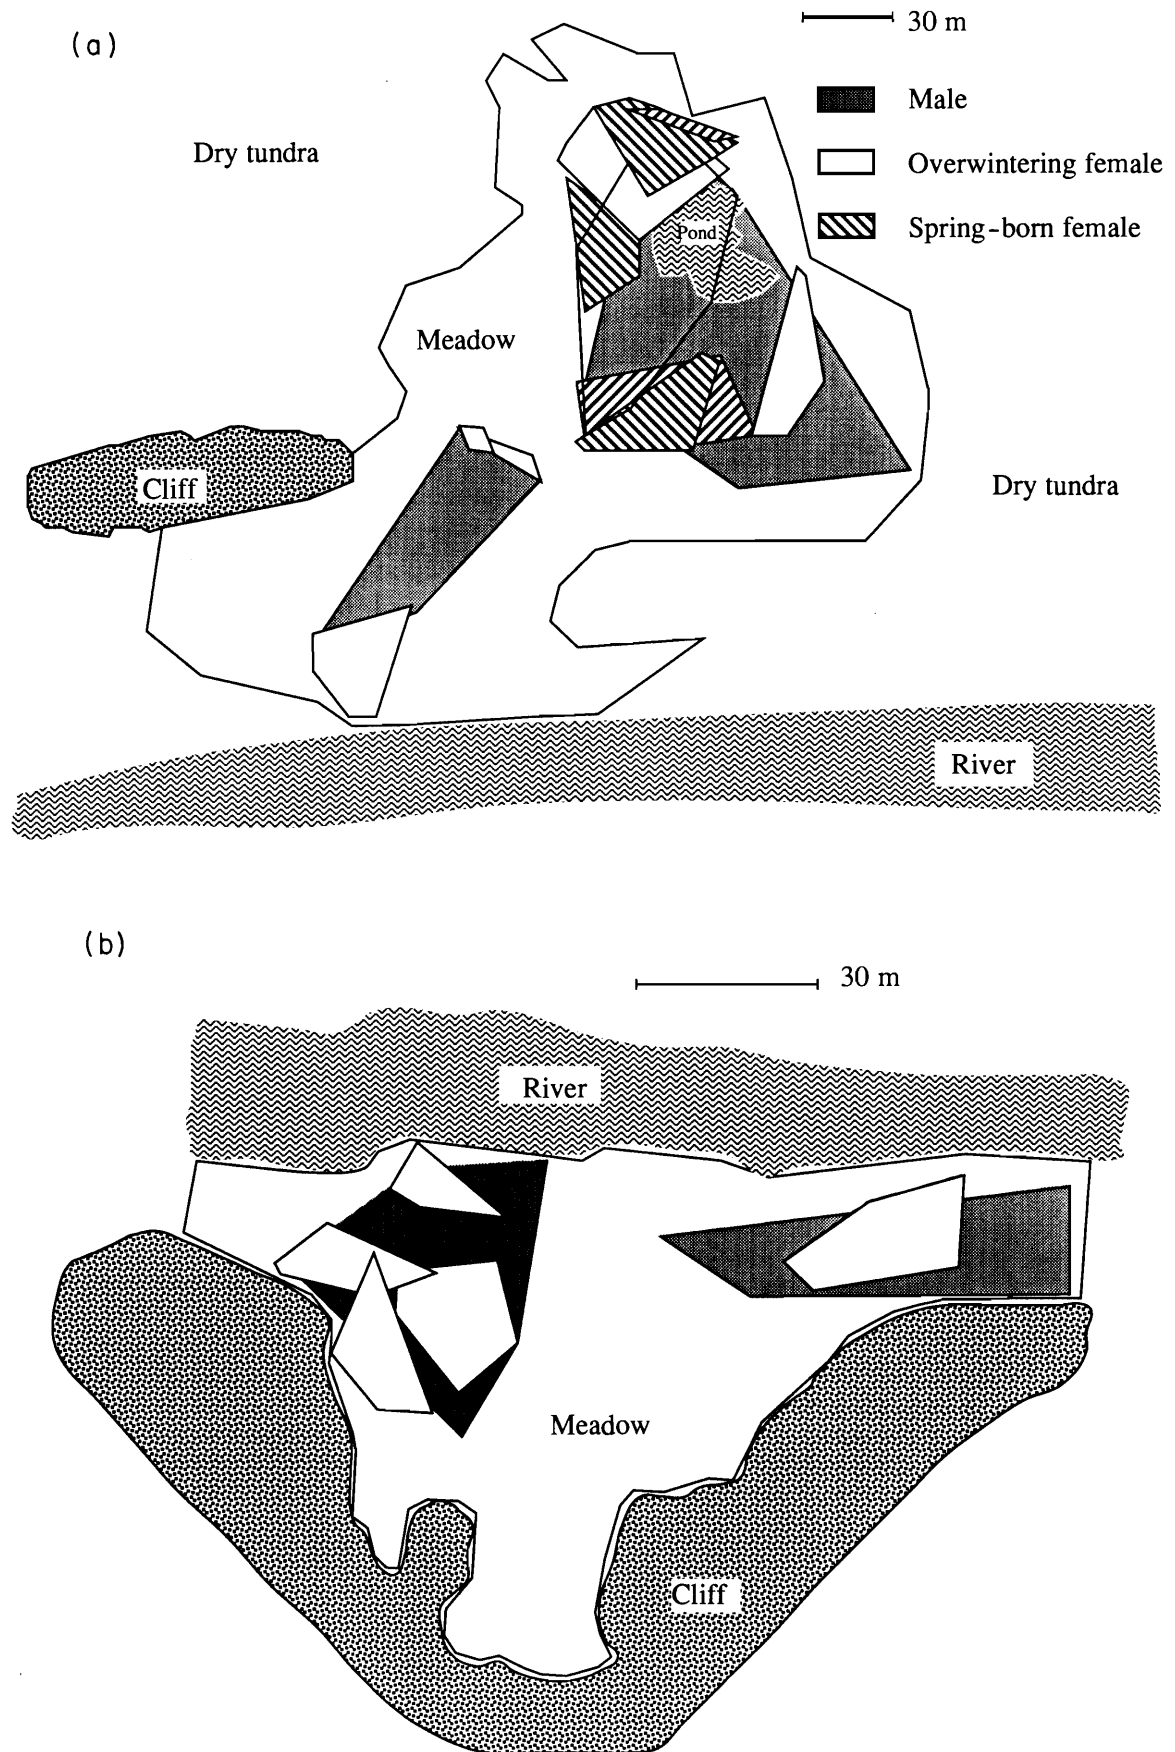 (a)
30 m
Male
Dry tundra
Overwintering female
Spring-born female
Pond
Meadow
Cliff
Dry tundra
River
(b)
30 m
River
Meadow
Cliff